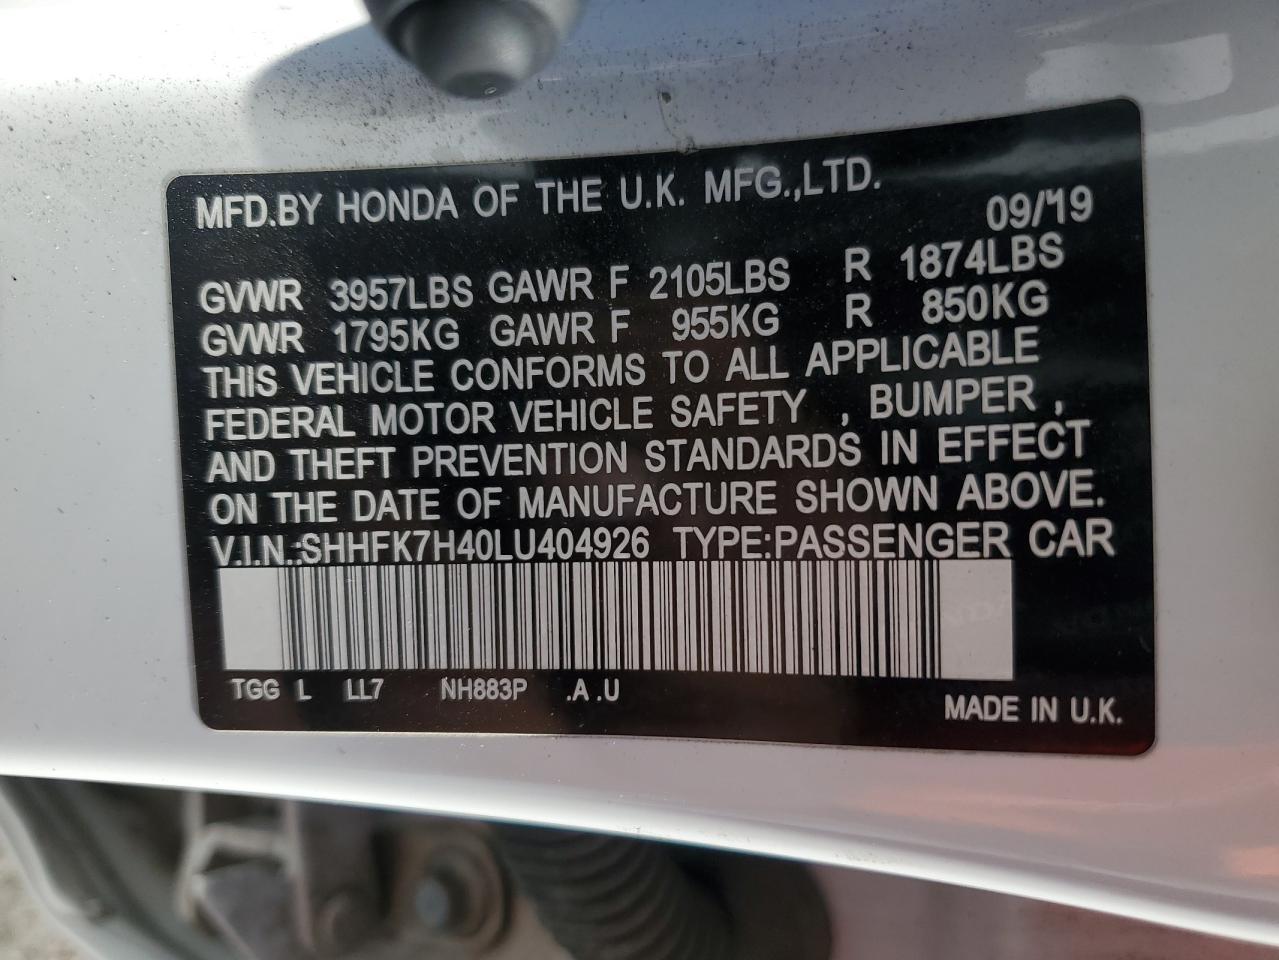 MFD.BY HONDA OF THE U.K. MFG.,LTD.
09/'19
GVWR 3957LBS GAWR F 2105LBS R 1874LBS
GVWR 1795KG GAWR F 955KG R 850KG
THIS VEHICLE CONFORMS TO ALL APPLICABLE
FEDERAL MOTOR VEHICLE SAFETY , BUMPER ,
AND THEFT PREVENTION STANDARDS IN EFFECT
ON THE DATE OF MANUFACTURE SHOWN ABOVE.
V.I.N.:SHHFK7H40LU404926 TYPE:PASSENGER CAR
TGG L LL7 NH883P .A .U
MADE IN U.K.